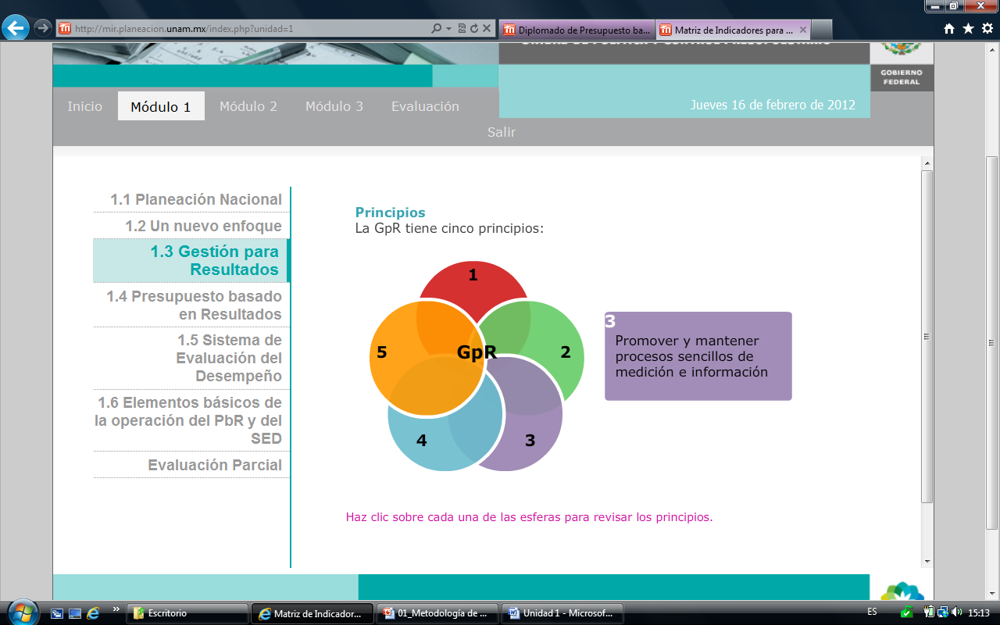 http://mir.planeacion.unam.mx/index.php?unidad=1
Diplomado de Presupuesto ba...
Matriz de Indicadores para ...
GOBIERNO
FEDERAL
Inicio
Módulo 1
Módulo 2
Módulo 3
Evaluación
Jueves 16 de febrero de 2012
Salir
1.1 Planeación Nacional
1.2 Un nuevo enfoque
1.3 Gestión para
Resultados
1.4 Presupuesto basado
en Resultados
1.5 Sistema de
Evaluación del
Desempeño
1.6 Elementos básicos de
la operación del PbR y del
SED
Evaluación Parcial
Principios
La GpR tiene cinco principios:
1
5
GpR
2
4
3
3
Promover y mantener
procesos sencillos de
medición e información
Haz clic sobre cada una de las esferas para revisar los principios.
Escritorio
Matriz de Indicador...
01_Metodología de ...
Unidad 1 - Microsof...
ES
15:13